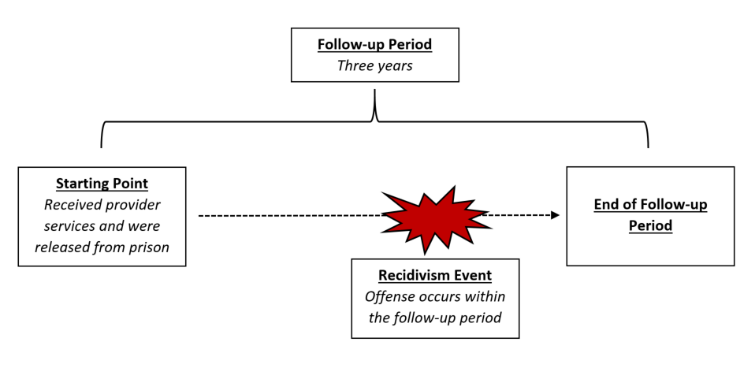 Follow-up Period
Three years
Starting Point
Received provider
services and were
released from prison
End of Follow-up
Period
Recidivism Event
Offense occurs within
the follow-up period